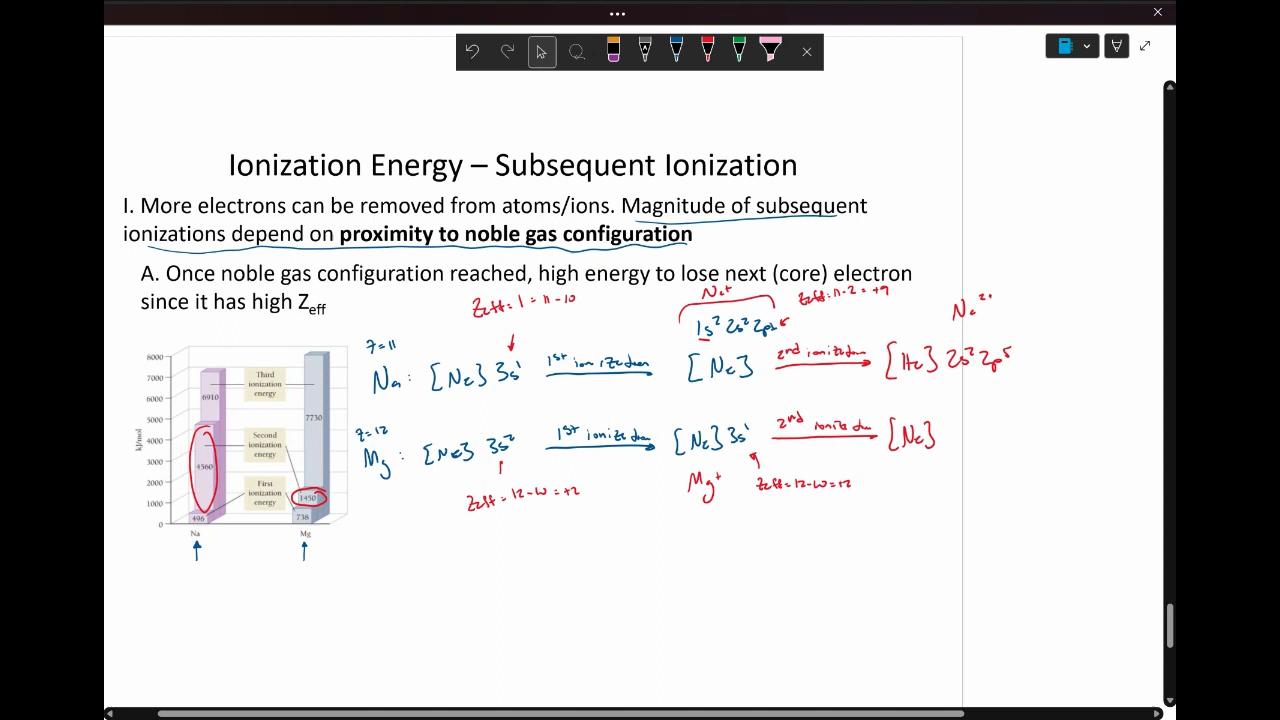 Ionization Energy – Subsequent Ionization
I. More electrons can be removed from atoms/ions. Magnitude of subsequent
ionizations depend on proximity to noble gas configuration
A. Once noble gas configuration reached, high energy to lose next (core) electron
since it has high Zeff
Zeff = 1 = 11 - 10
Ne+
Zeff = 11 - 2 = +9
1s² 2s² 2p⁶
Z=11
Na: [Ne] 3s¹ 1st ionization [Ne] 2nd ionization [He] 2s² 2p⁵
Z=12
Mg: [Ne] 3s² 1st ionization [Ne] 3s¹ 2nd ionization [Ne]
Zeff = 12 - 10 = +2
Mg+
Zeff = 12 - 10 = +2
kJ/mol
8000
7000
6000
5000
4000
3000
2000
1000
0
Third
ionization
energy
Second
ionization
energy
First
ionization
energy
6910
4560
496
7730
1450
738
Na
Mg